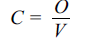 C = O/V